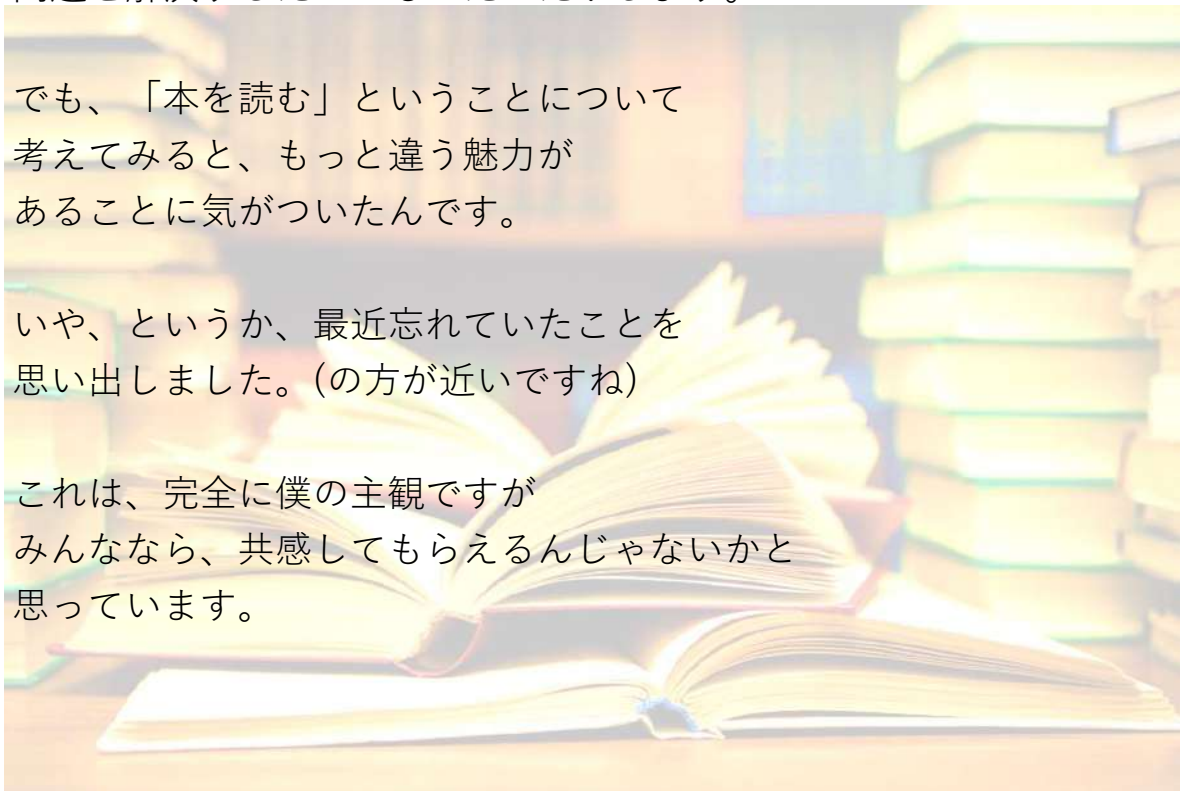 でも、「本を読む」ということについて
考えてみると、もっと違う魅力が
あることに気がついたんです。
いや、というか、最近忘れていたことを
思い出しました。(の方が近いですね)
これは、完全に僕の主観ですが
みんななら、共感してもらえるんじゃないかと
思っています。